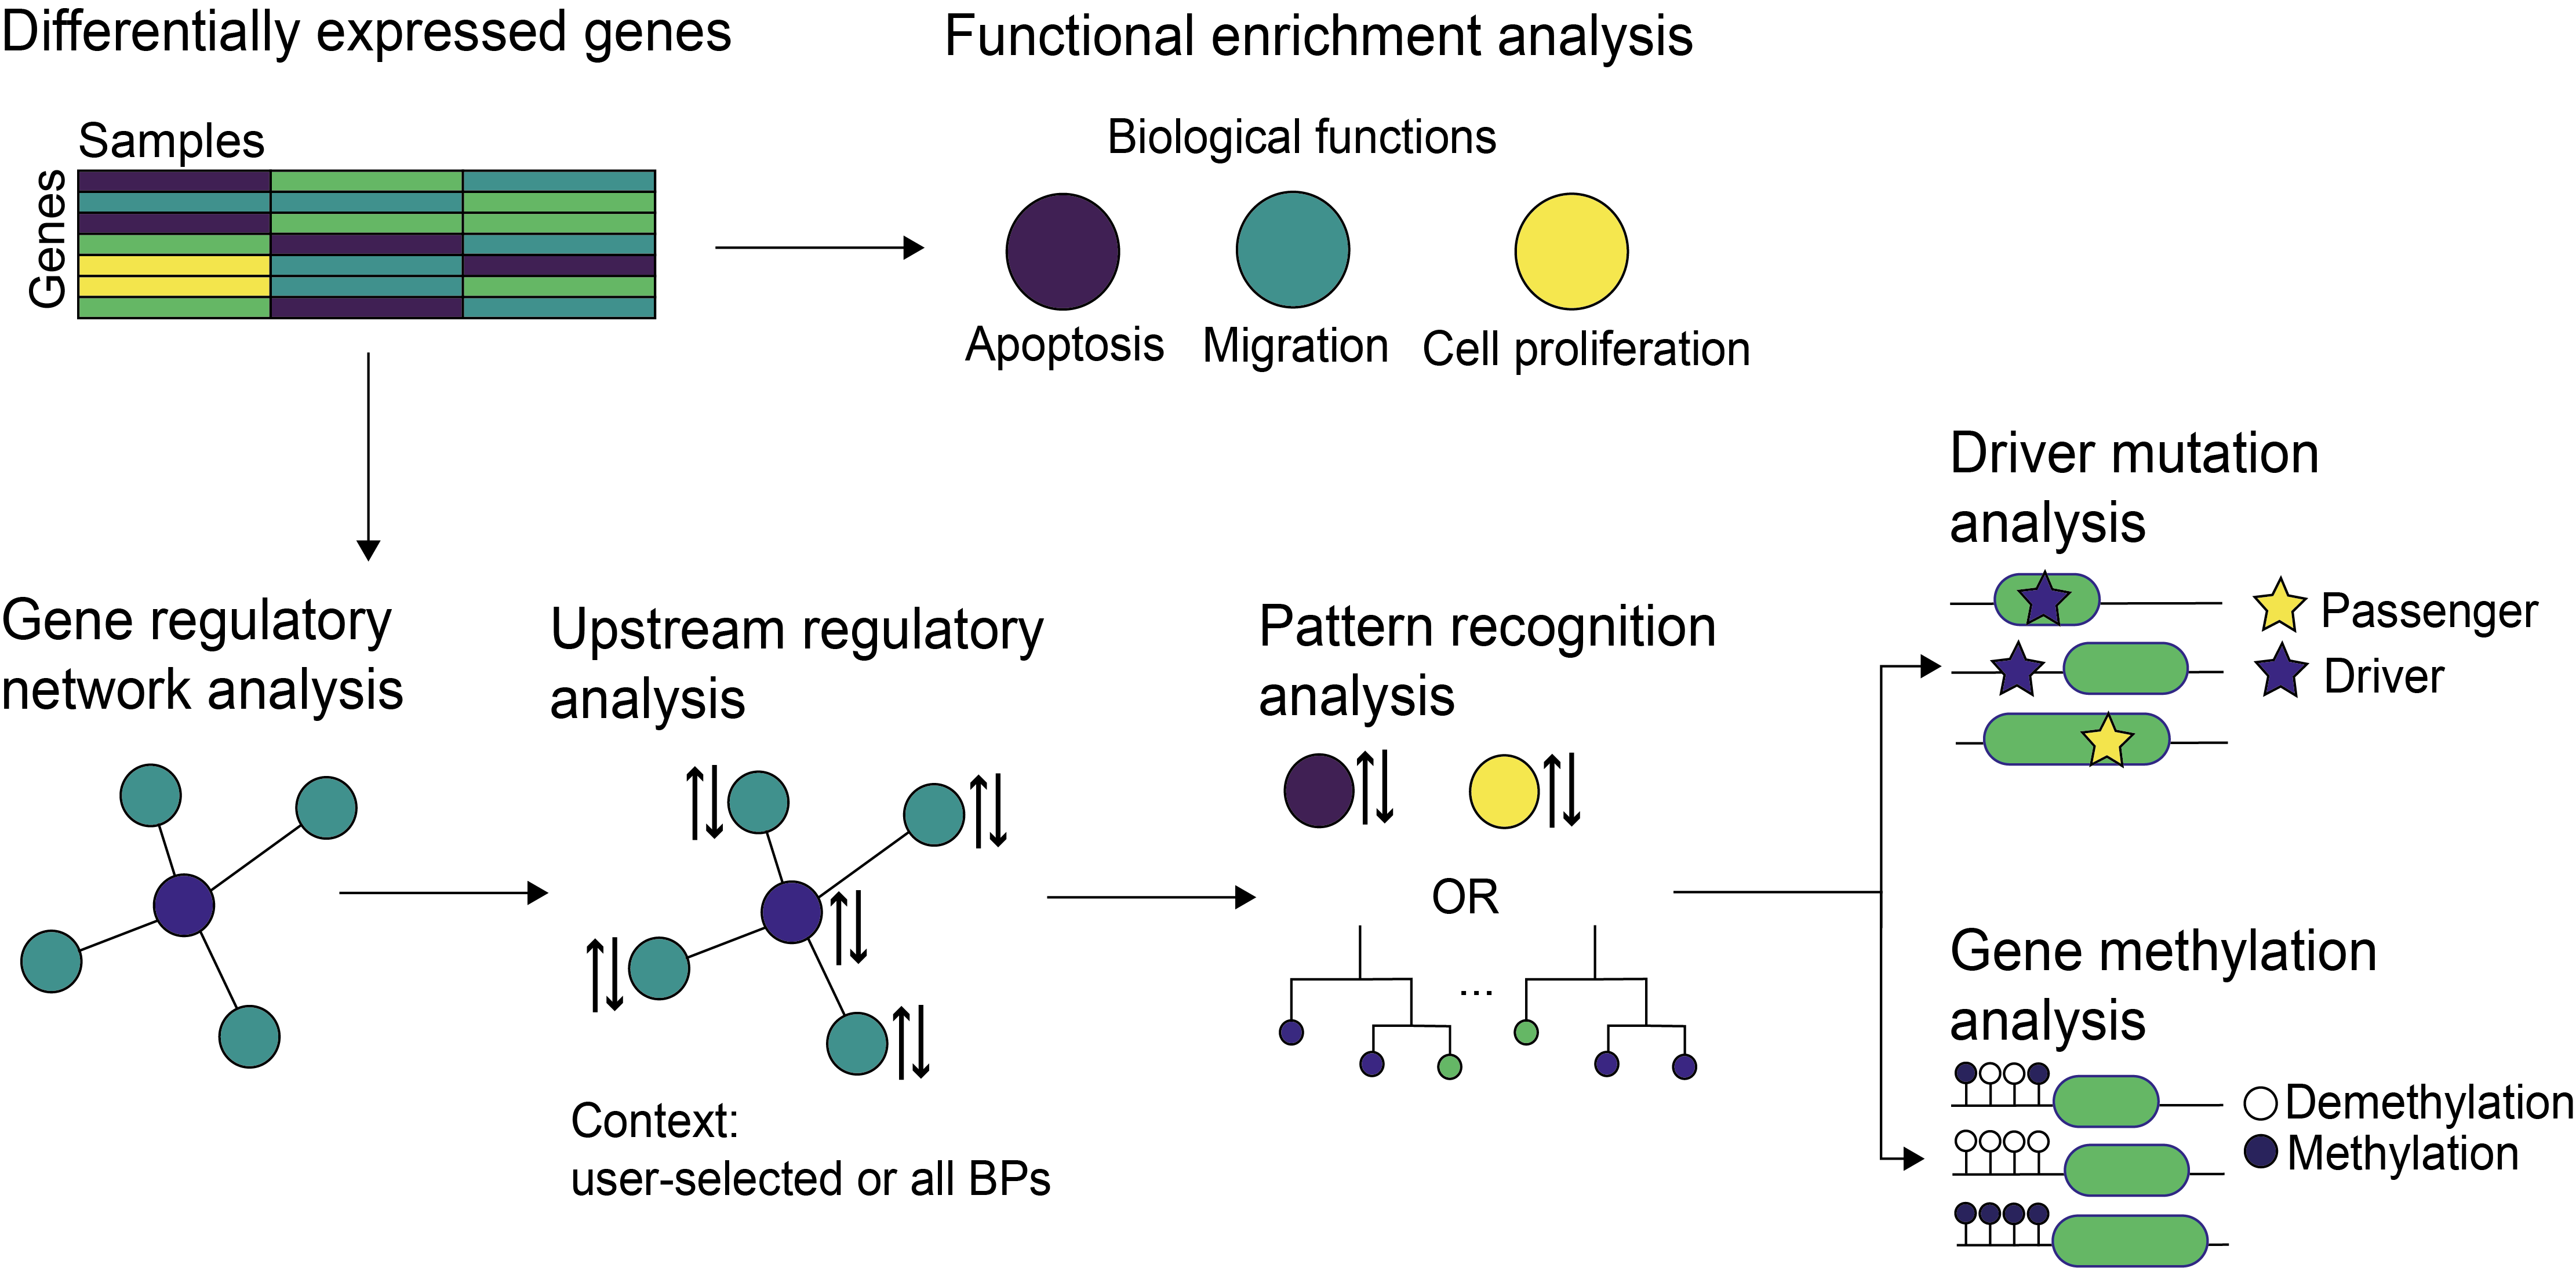 Differentially expressed genes
Samples
Genes
Functional enrichment analysis
Biological functions
Apoptosis
Migration
Cell proliferation
Gene regulatory
network analysis
Upstream regulatory
analysis
Context:
user-selected or all BPs
Pattern recognition
analysis
OR
...
Driver mutation
analysis
Passenger
Driver
Gene methylation
analysis
Demethylation
Methylation